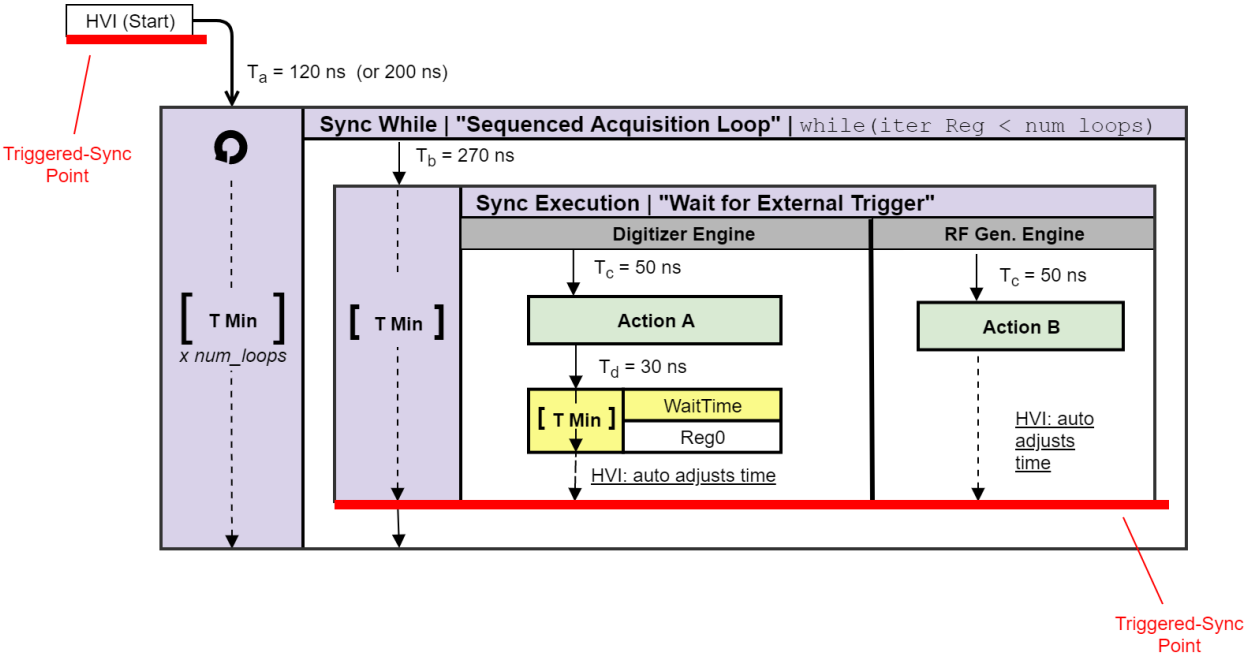 HVI (Start)
Ta = 120 ns (or 200 ns)
Triggered-Sync
Point
Sync While | "Sequenced Acquisition Loop" | while(iter Reg < num loops)
Tb = 270 ns
Sync Execution | "Wait for External Trigger"
Digitizer Engine
RF Gen. Engine
Tc = 50 ns
Tc = 50 ns
[ T Min ]
x num_loops
[ T Min ]
Action A
Action B
Td = 30 ns
[ T Min ]
WaitTime
Reg0
HVI: auto adjusts time
HVI: auto
adjusts
time
Triggered-Sync
Point